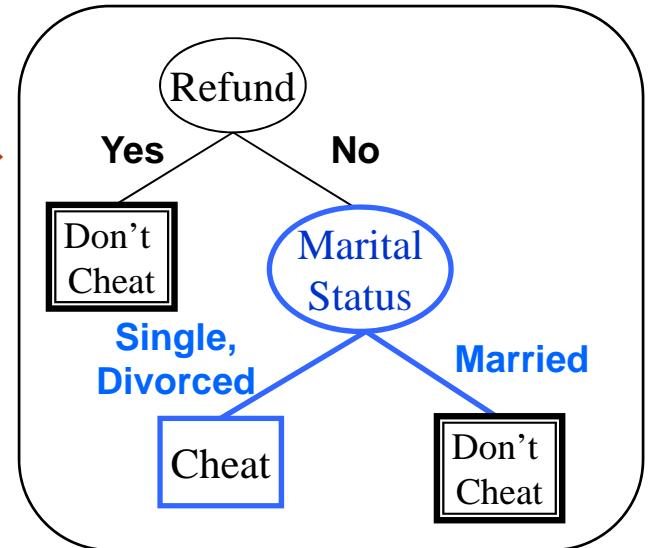 Refund
Yes
No
Don’t
Cheat
Marital
Status
Single,
Divorced
Married
Cheat
Don’t
Cheat